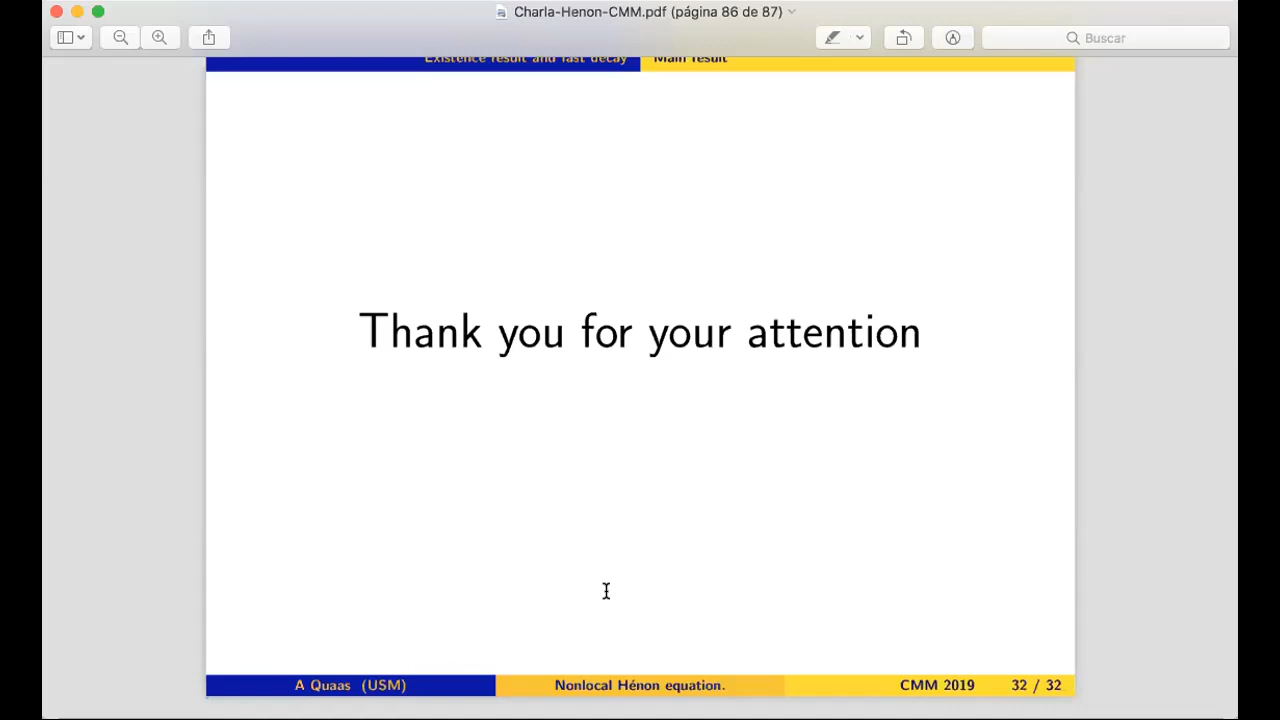 Charla-Henon-CMM.pdf (página 86 de 87)
Buscar
Existence result and fast decay Main result
Thank you for your attention
A Quaas (USM) Nonlocal Hénon equation. CMM 2019 32 / 32